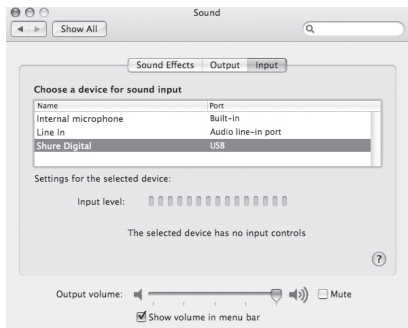 Sound
Show All
Sound Effects Output Input
Choose a device for sound input
Name Port
Internal microphone Built-in
Line In Audio line-in port
Shure Digital USB
Settings for the selected device:
Input level:
The selected device has no input controls
?
Output volume: Mute
Show volume in menu bar